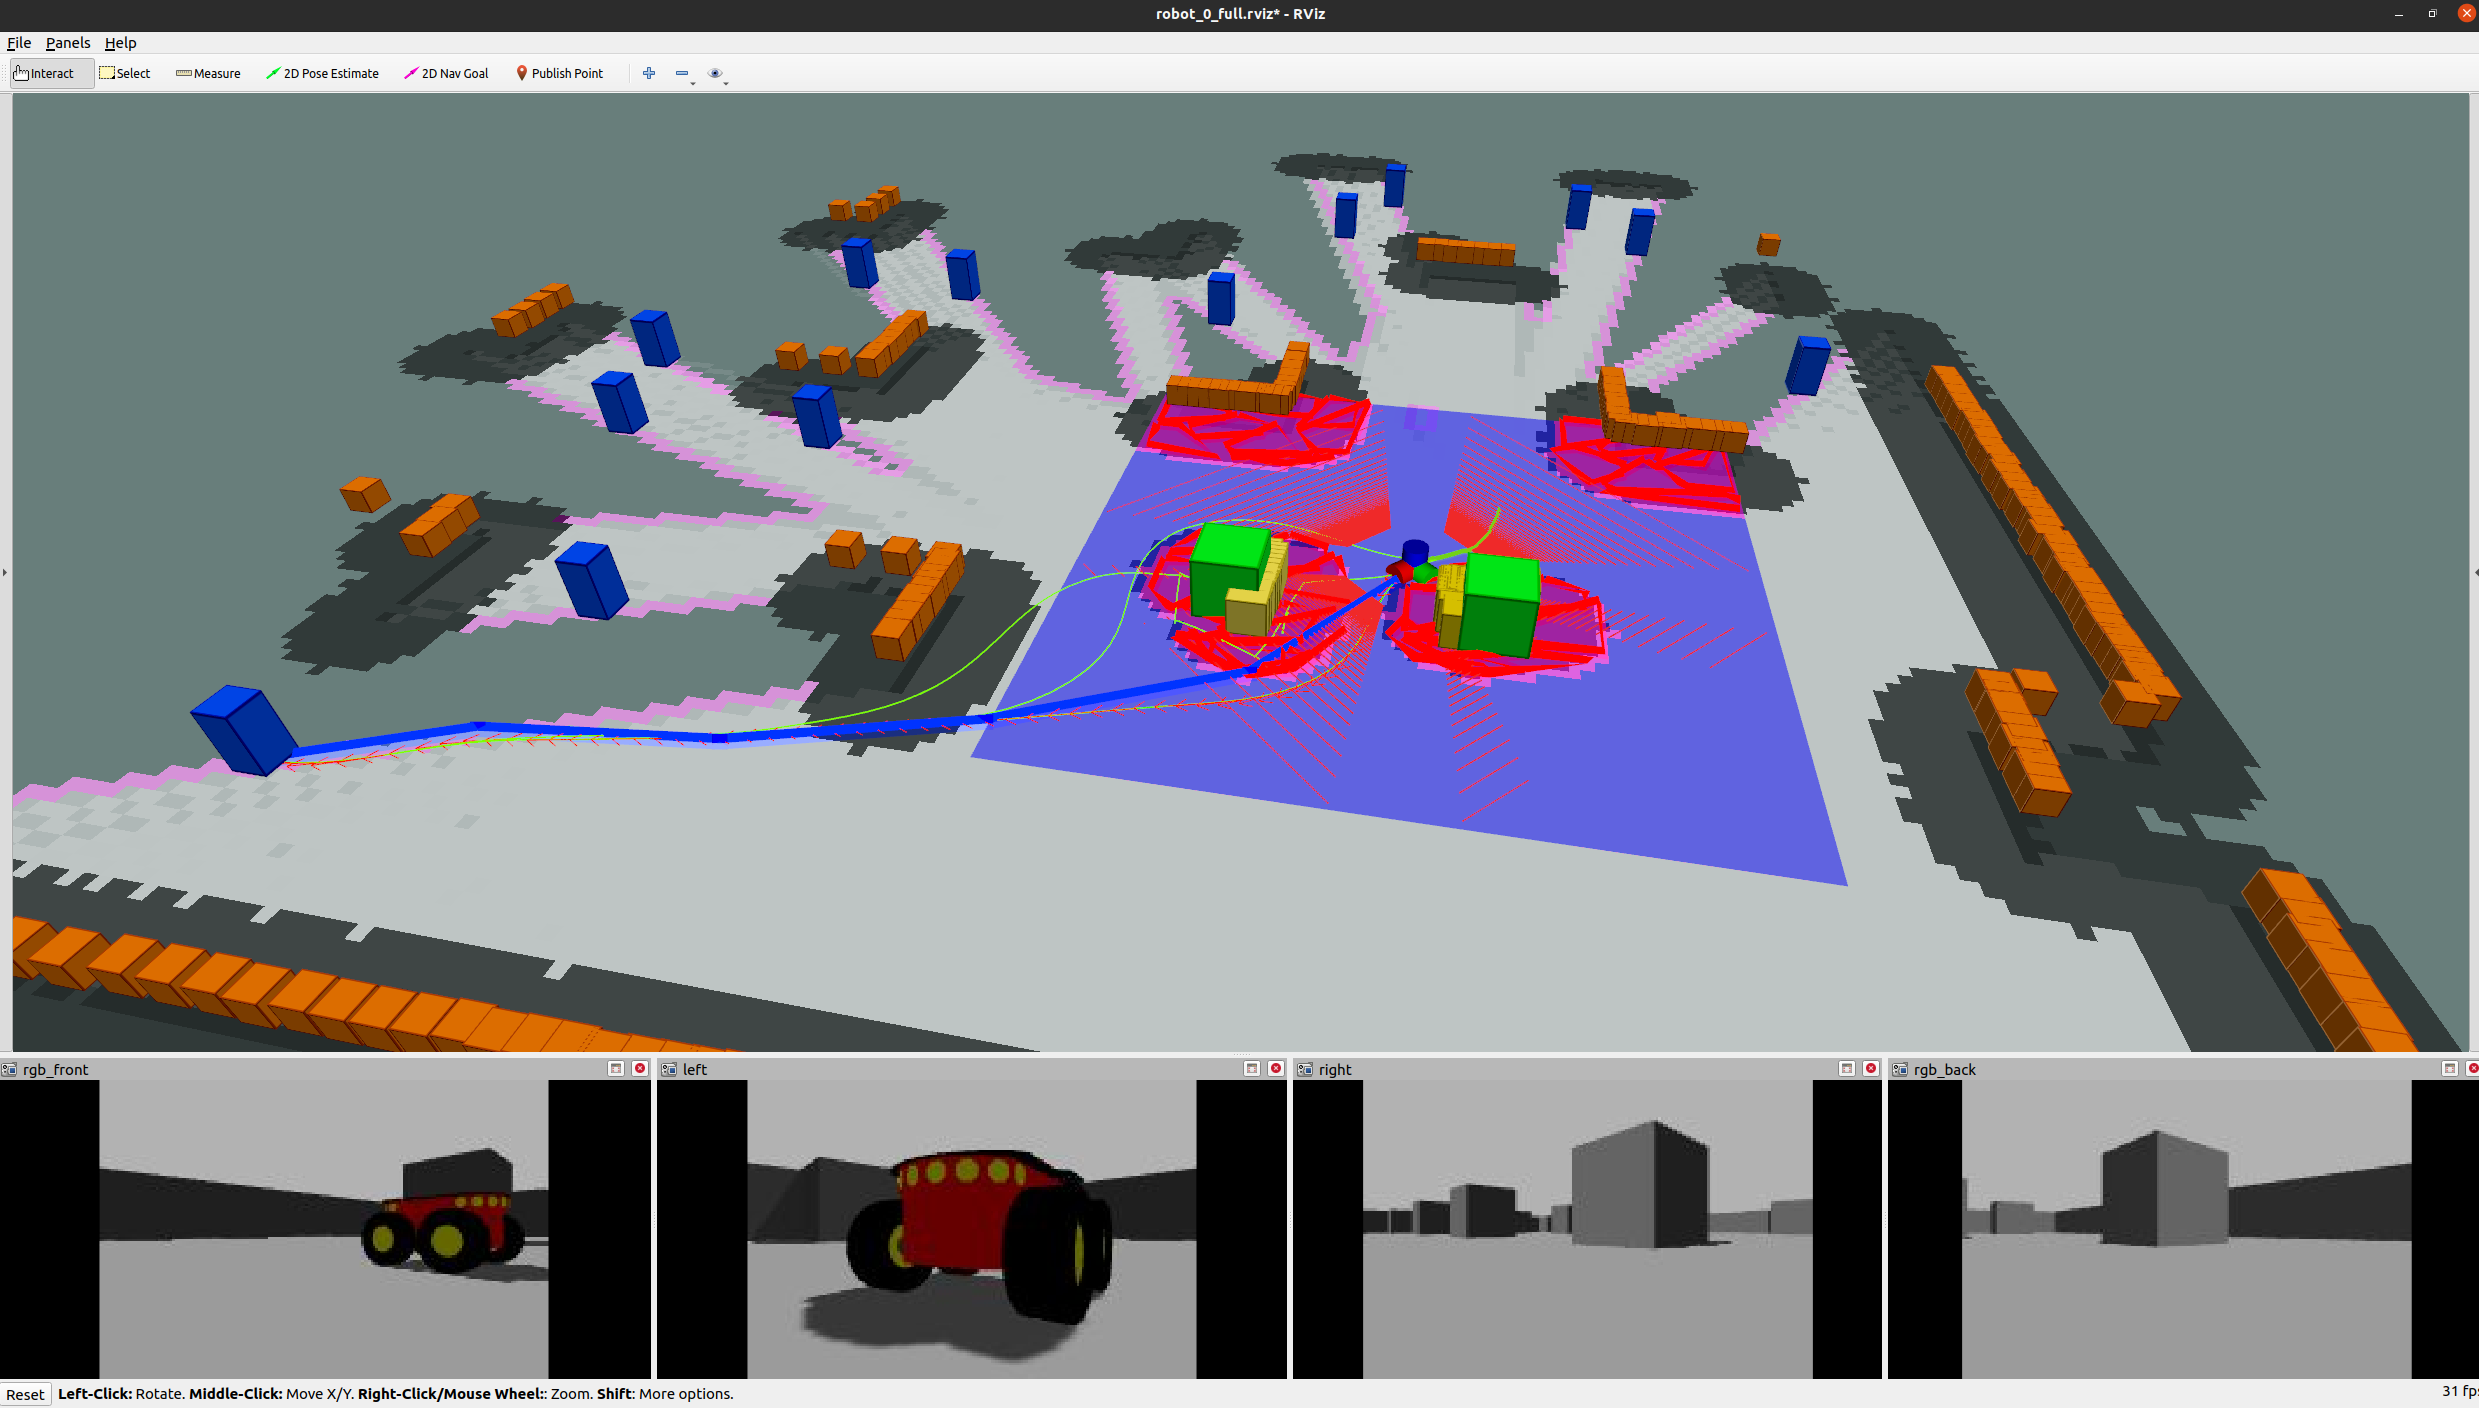 robot_0_full.rviz* - RViz
File Panels Help
Interact Select Measure 2D Pose Estimate 2D Nav Goal Publish Point
rgb_front left right rgb_back
Reset Left-Click: Rotate. Middle-Click: Move X/Y. Right-Click/Mouse Wheel:: Zoom. Shift: More options. 31 fps